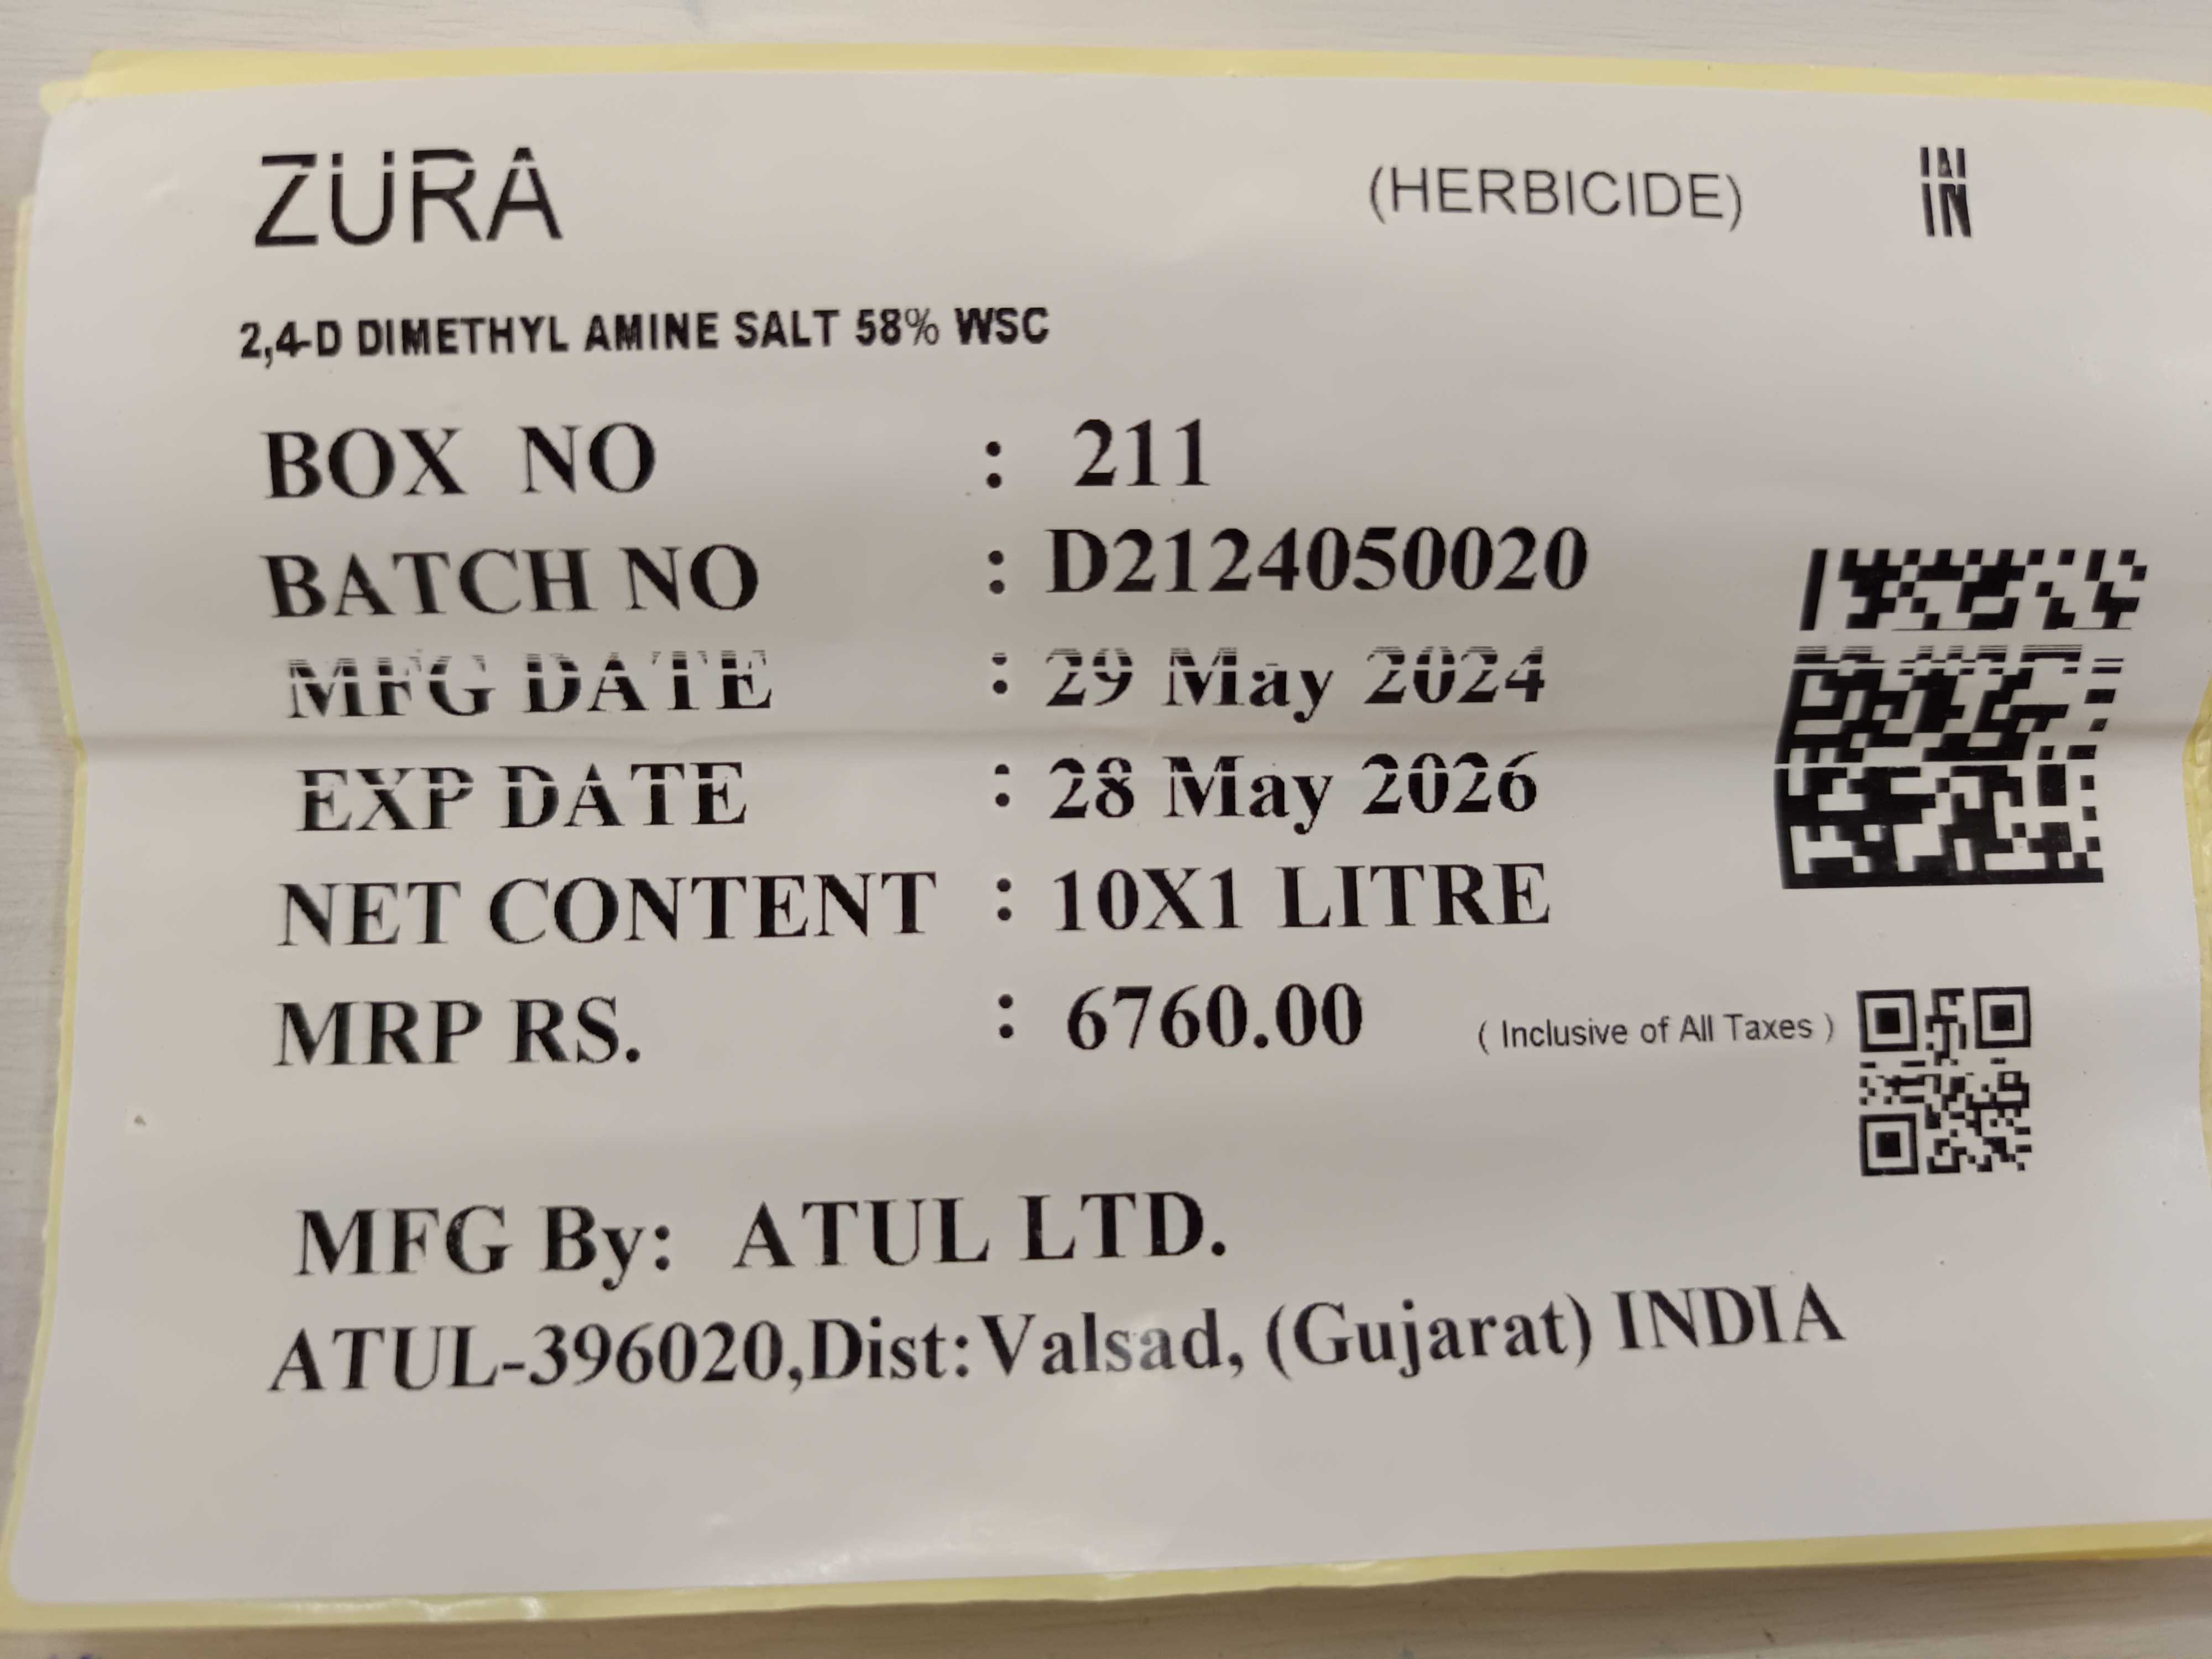 ZURA (HERBICIDE) IN
2,4-D DIMETHYL AMINE SALT 58% WSC
BOX NO : 211
BATCH NO : D2124050020
MFG DATE : 29 May 2024
EXP DATE : 28 May 2026
NET CONTENT : 10X1 LITRE
MRP RS. : 6760.00 ( Inclusive of All Taxes )
MFG By: ATUL LTD.
ATUL-396020,Dist:Valsad, (Gujarat) INDIA